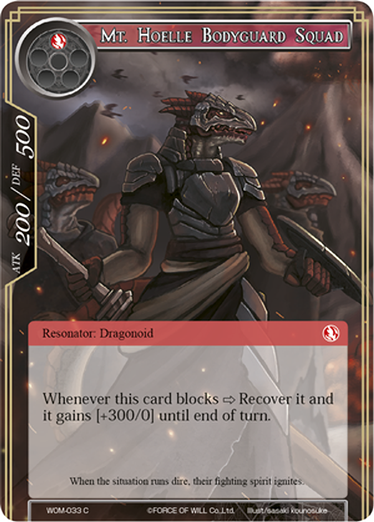 Mt. Hoelle Bodyguard Squad
ATK 200 / DEF 500
Resonator: Dragonoid
Whenever this card blocks ⇨ Recover it and
it gains [+300/0] until end of turn.
When the situation runs dire, their fighting spirit ignites.
WOM-033 C ©FORCE OF WILL Co.,Ltd. Illust/sasaki kounosuke